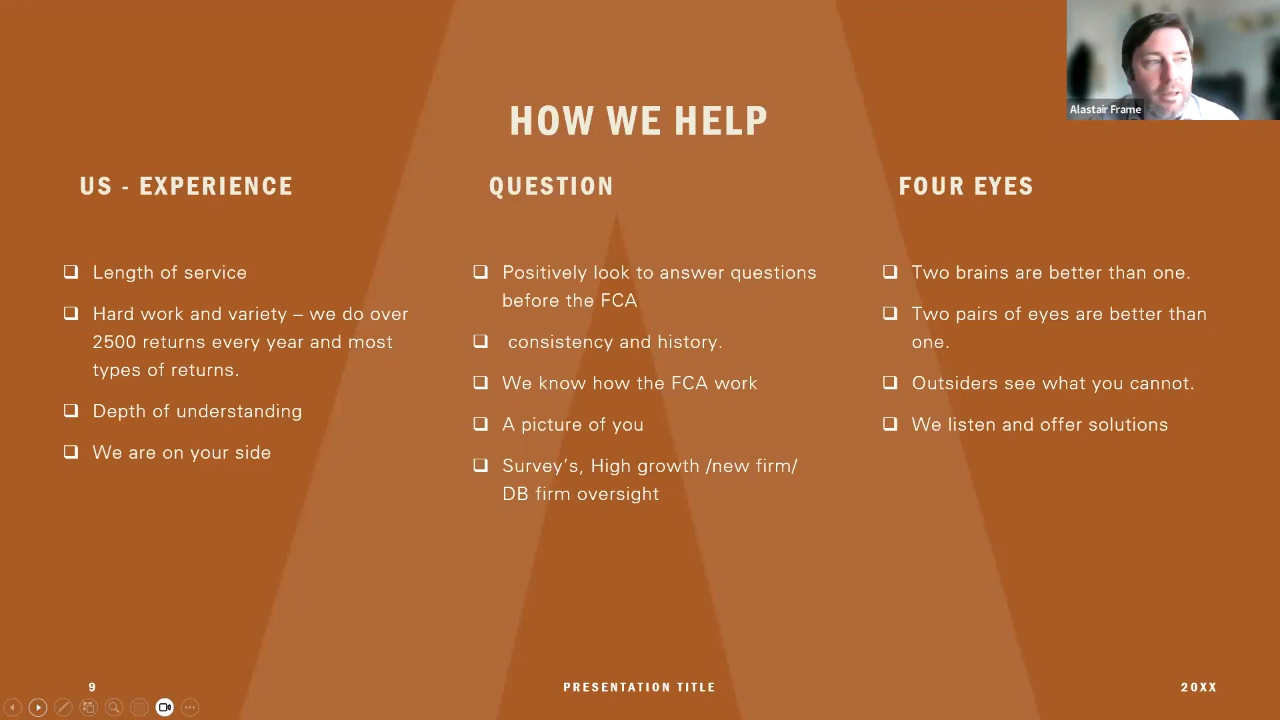 Alastair Frame
HOW WE HELP
US - EXPERIENCE
Length of service
Hard work and variety – we do over
2500 returns every year and most
types of returns.
Depth of understanding
We are on your side
QUESTION
Positively look to answer questions
before the FCA
consistency and history.
We know how the FCA work
A picture of you
Survey’s, High growth /new firm/
DB firm oversight
FOUR EYES
Two brains are better than one.
Two pairs of eyes are better than
one.
Outsiders see what you cannot.
We listen and offer solutions
9
PRESENTATION TITLE
20XX